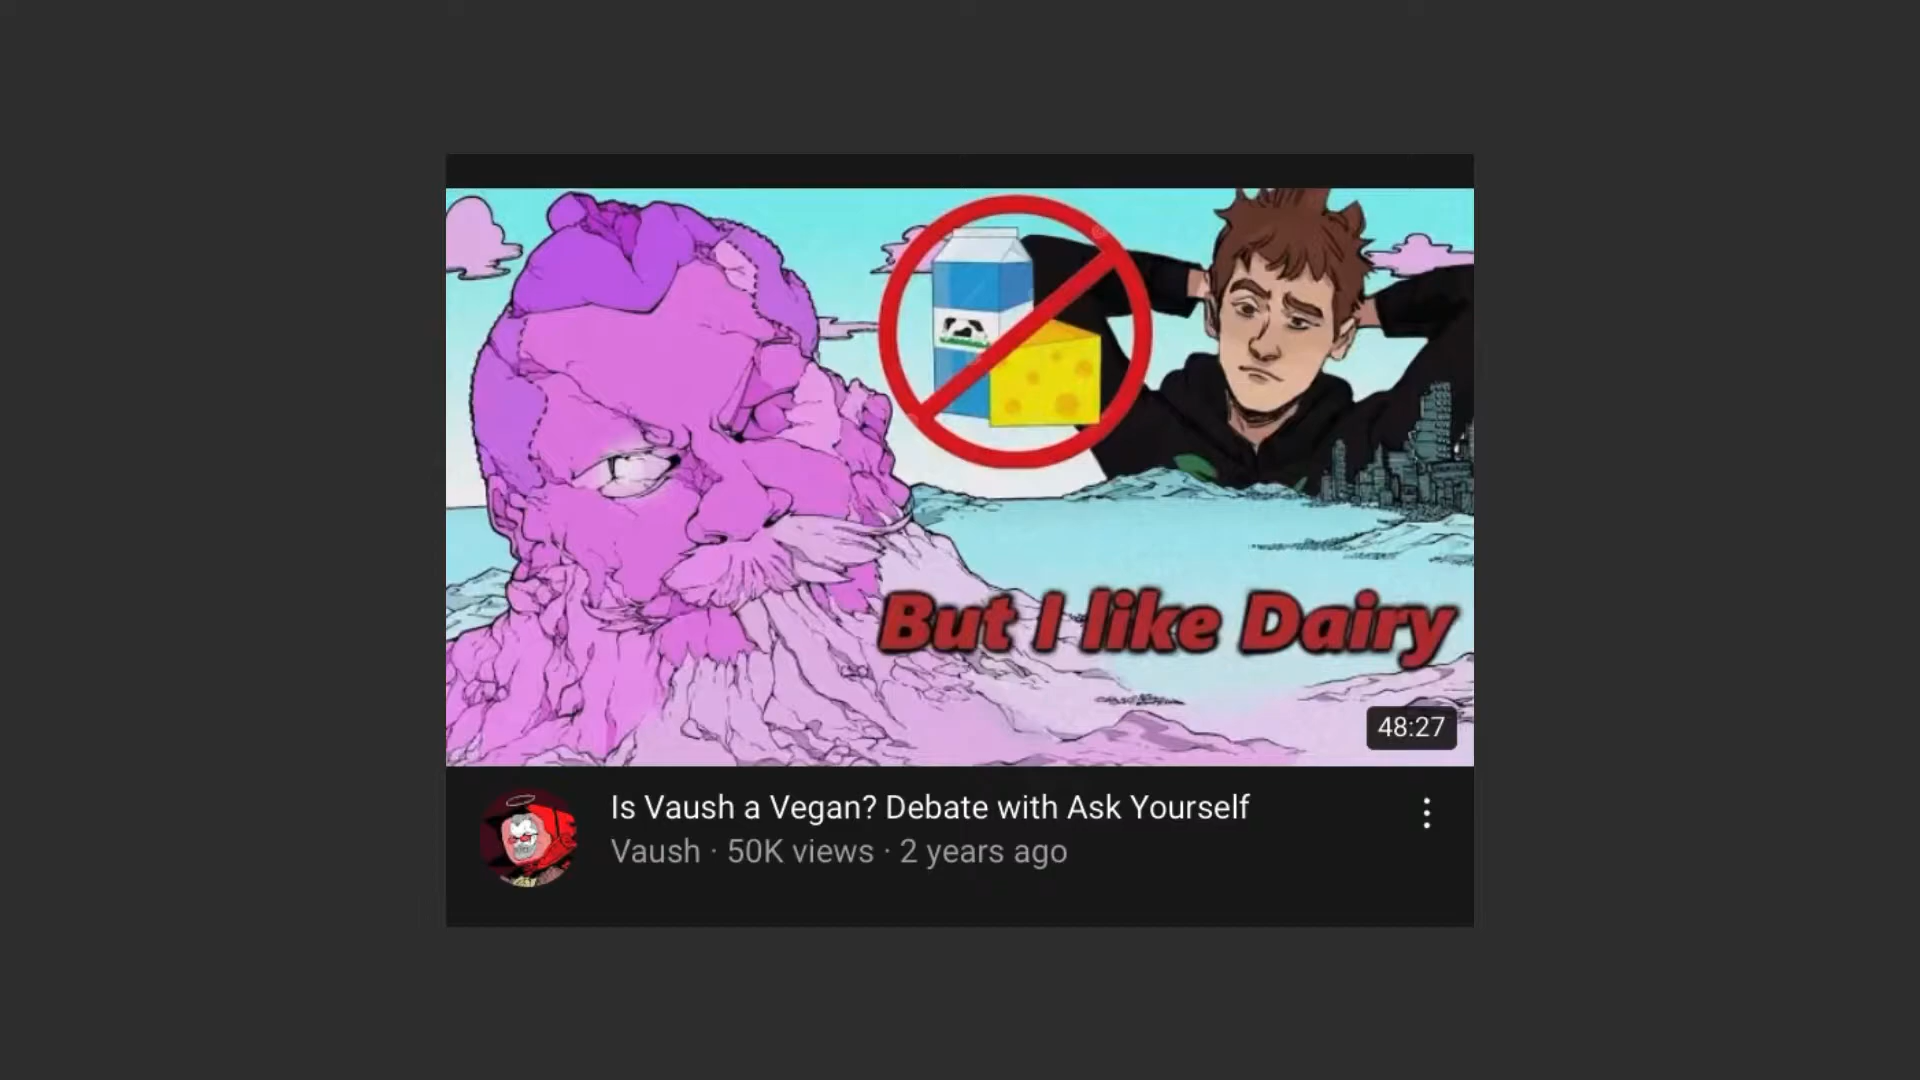 But I like Dairy
48:27
Is Vaush a Vegan? Debate with Ask Yourself
Vaush · 50K views · 2 years ago